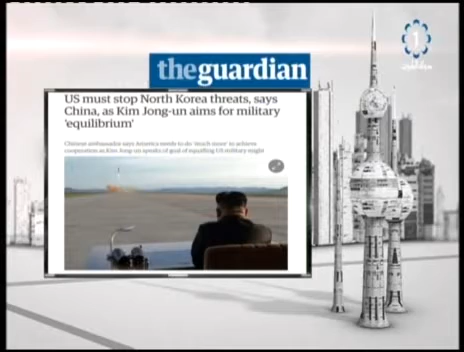 1
theguardian
US must stop North Korea threats, says
China, as Kim Jong-un aims for military
'equilibrium'
Chinese ambassador says America needs to do 'much more' to achieve
cooperation as Kim Jong-un speaks of goal of equalling US military might